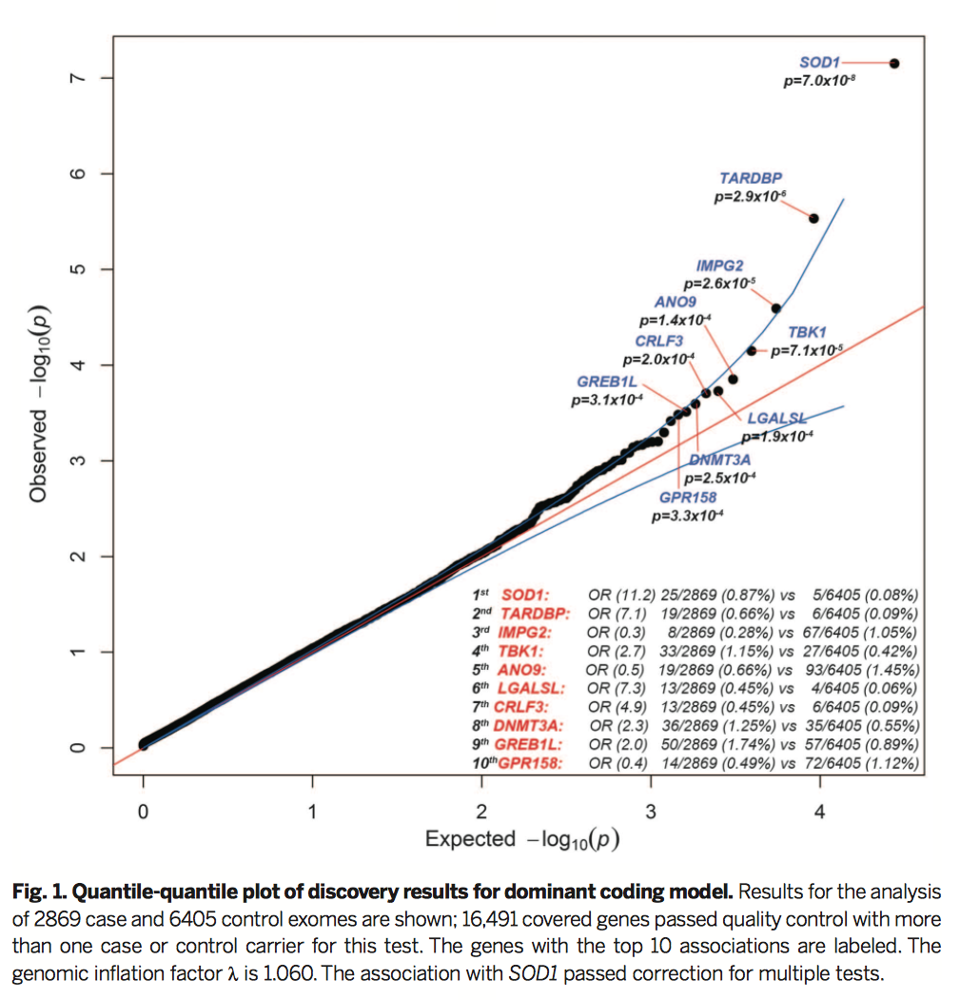 SOD1
p=7.0x10-8
TARDBP
p=2.9x10-6
IMPG2
p=2.6x10-5
ANO9
p=1.4x10-4
TBK1
p=7.1x10-5
CRLF3
p=2.0x10-4
GREB1L
p=3.1x10-4
LGALSL
p=1.9x10-4
DNMT3A
p=2.5x10-4
GPR158
p=3.3x10-4
Observed −log10(p)
7
6
5
4
3
2
1
0
1st SOD1: OR (11.2) 25/2869 (0.87%) vs 5/6405 (0.08%)
2nd TARDBP: OR (7.1) 19/2869 (0.66%) vs 6/6405 (0.09%)
3rd IMPG2: OR (0.3) 8/2869 (0.28%) vs 67/6405 (1.05%)
4th TBK1: OR (2.7) 33/2869 (1.15%) vs 27/6405 (0.42%)
5th ANO9: OR (0.5) 19/2869 (0.66%) vs 93/6405 (1.45%)
6th LGALSL: OR (7.3) 13/2869 (0.45%) vs 4/6405 (0.06%)
7th CRLF3: OR (4.9) 13/2869 (0.45%) vs 6/6405 (0.09%)
8th DNMT3A: OR (2.3) 36/2869 (1.25%) vs 35/6405 (0.55%)
9th GREB1L: OR (2.0) 50/2869 (1.74%) vs 57/6405 (0.89%)
10thGPR158: OR (0.4) 14/2869 (0.49%) vs 72/6405 (1.12%)
0 1 2 3 4
Expected −log10(p)
Fig. 1. Quantile-quantile plot of discovery results for dominant coding model. Results for the analysis
of 2869 case and 6405 control exomes are shown; 16,491 covered genes passed quality control with more
than one case or control carrier for this test. The genes with the top 10 associations are labeled. The
genomic inflation factor λ is 1.060. The association with SOD1 passed correction for multiple tests.